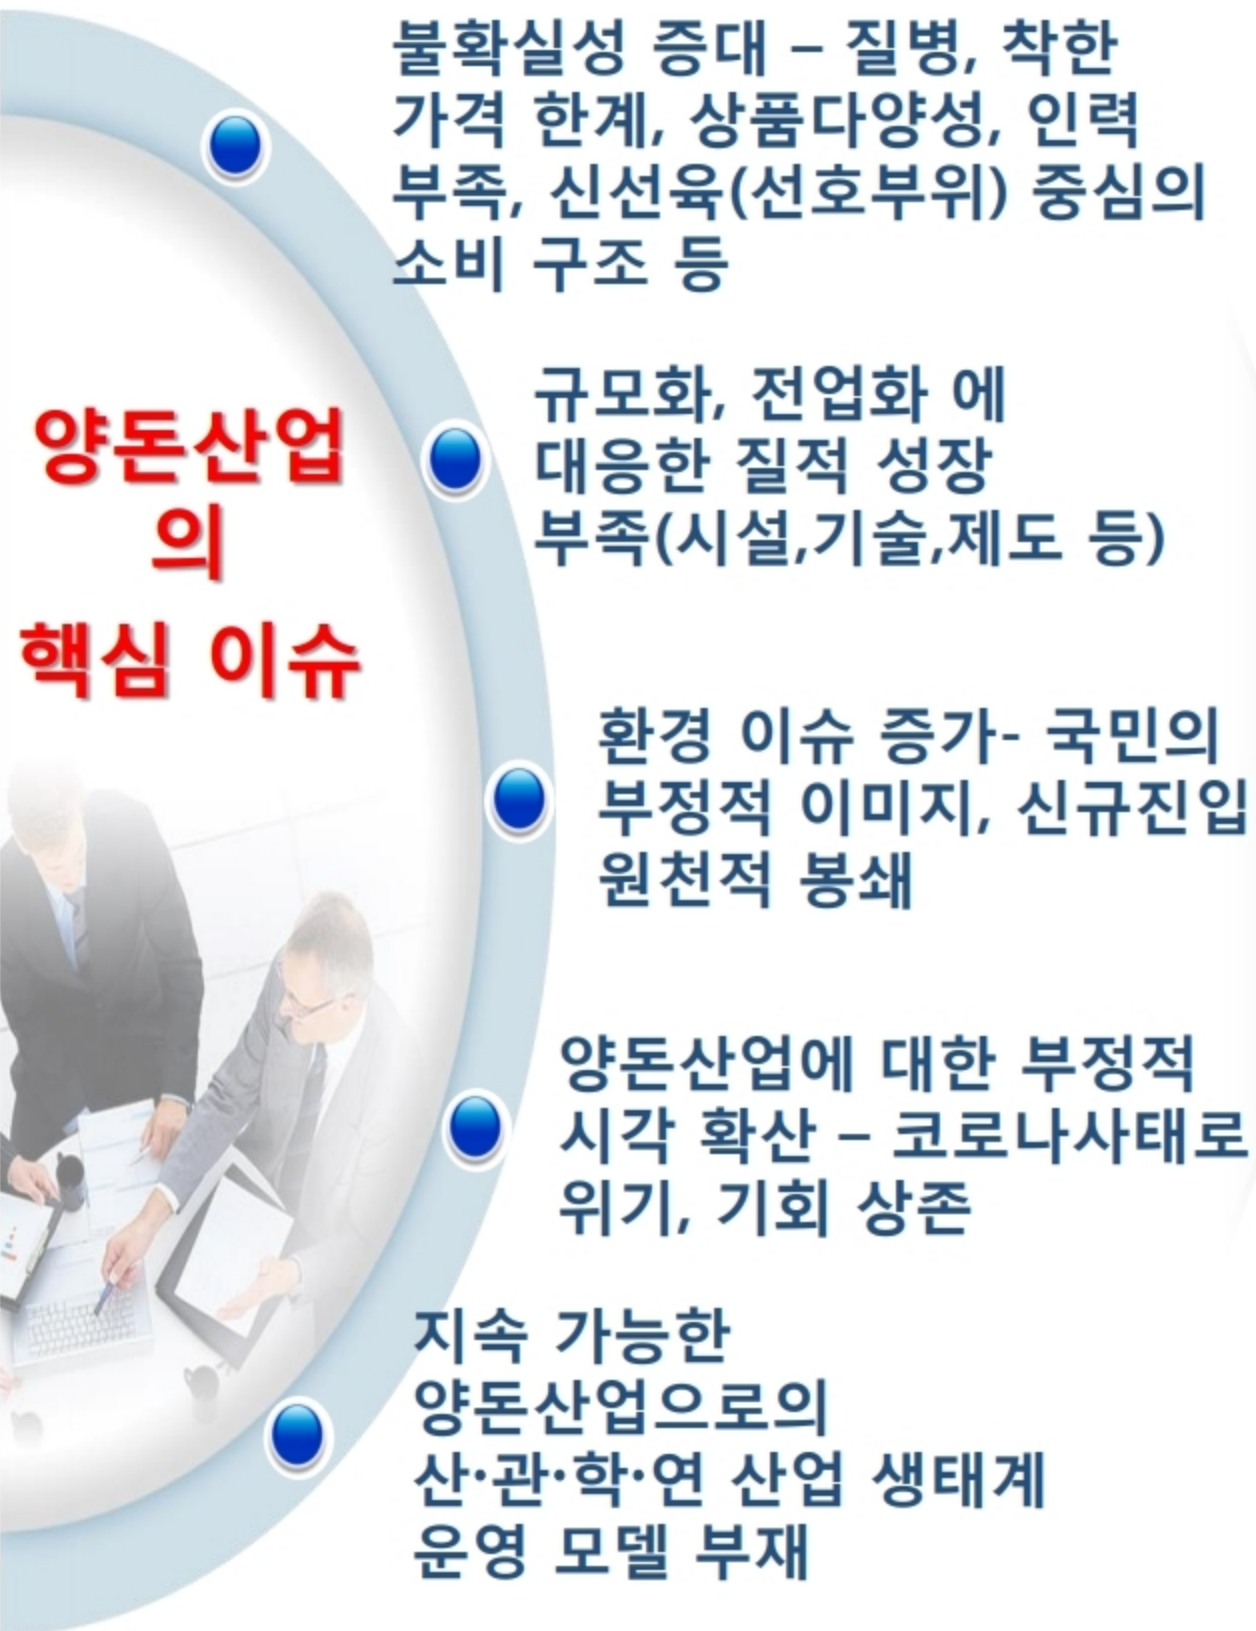 양돈산업
의
핵심 이슈
불확실성 증대 – 질병, 착한
가격 한계, 상품다양성, 인력
부족, 신선육(선호부위) 중심의
소비 구조 등
규모화, 전업화 에
대응한 질적 성장
부족(시설,기술,제도 등)
환경 이슈 증가- 국민의
부정적 이미지, 신규진입
원천적 봉쇄
양돈산업에 대한 부정적
시각 확산 – 코로나사태로
위기, 기회 상존
지속 가능한
양돈산업으로의
산·관·학·연 산업 생태계
운영 모델 부재